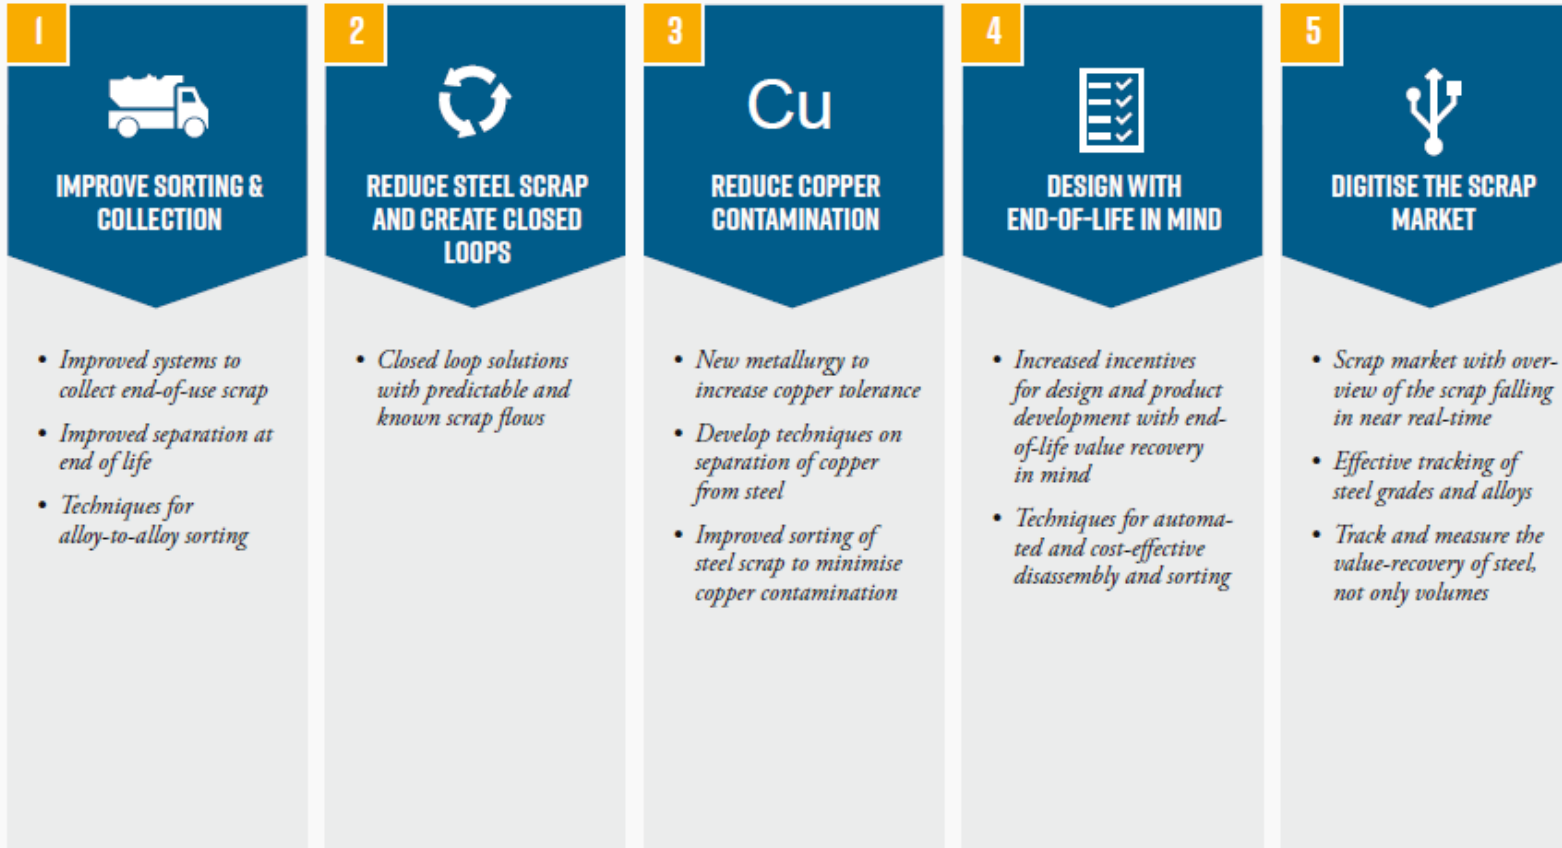 1
IMPROVE SORTING &
COLLECTION
• Improved systems to
collect end-of-use scrap
• Improved separation at
end of life
• Techniques for
alloy-to-alloy sorting
2
REDUCE STEEL SCRAP
AND CREATE CLOSED
LOOPS
• Closed loop solutions
with predictable and
known scrap flows
3
Cu
REDUCE COPPER
CONTAMINATION
• New metallurgy to
increase copper tolerance
• Develop techniques on
separation of copper
from steel
• Improved sorting of
steel scrap to minimise
copper contamination
4
DESIGN WITH
END-OF-LIFE IN MIND
• Increased incentives
for design and product
development with end-
of-life value recovery
in mind
• Techniques for automa-
ted and cost-effective
disassembly and sorting
5
DIGITISE THE SCRAP
MARKET
• Scrap market with over-
view of the scrap falling
in near real-time
• Effective tracking of
steel grades and alloys
• Track and measure the
value-recovery of steel,
not only volumes